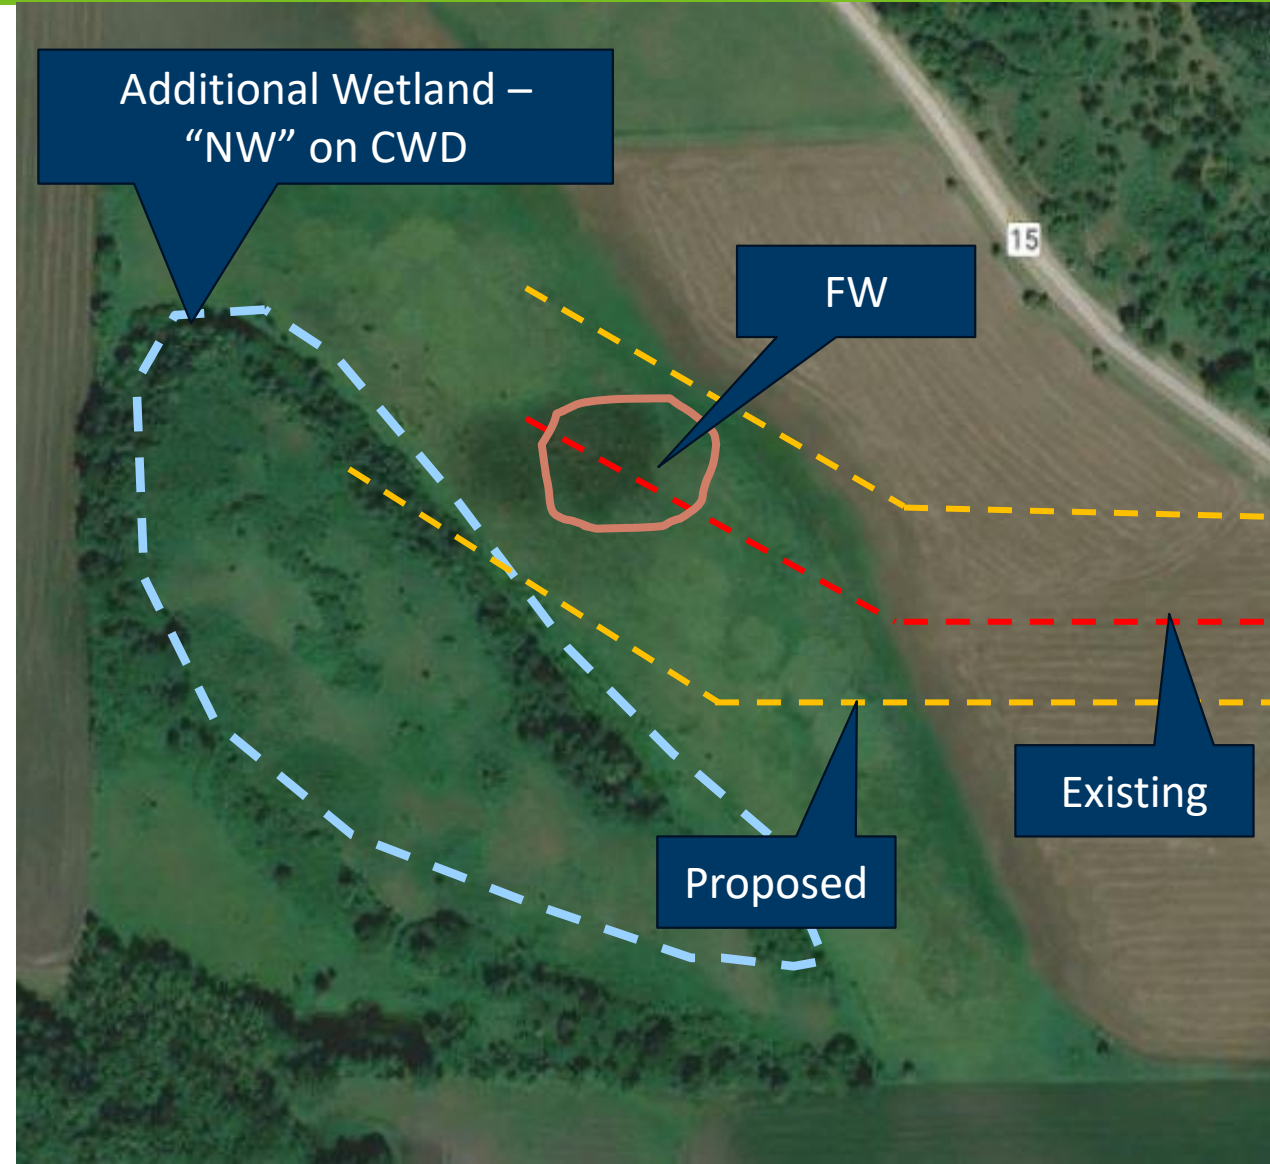 Additional Wetland –
“NW” on CWD
15
FW
Existing
Proposed